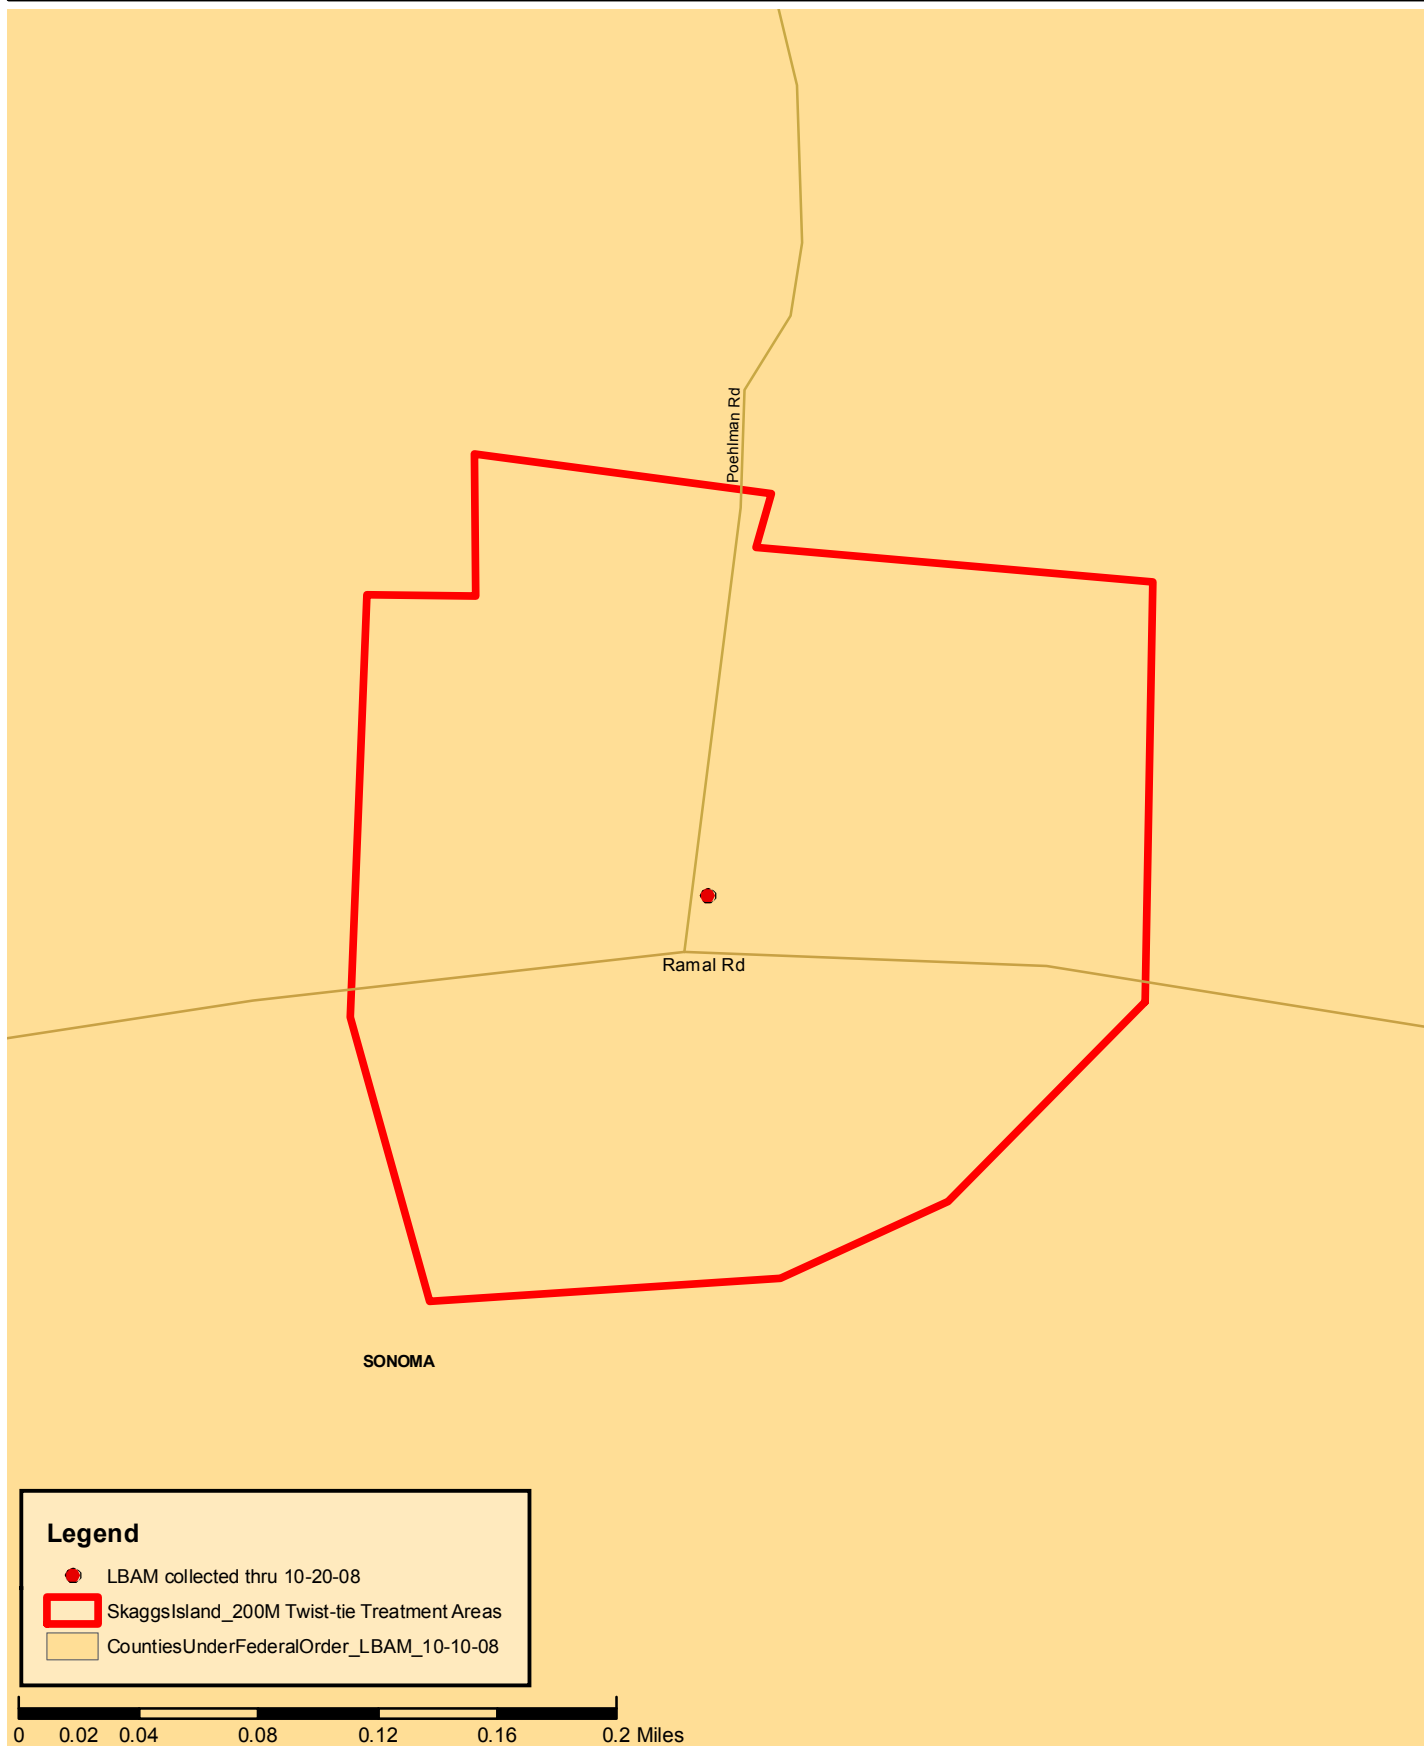 Poehlman Rd
Ramal Rd
SONOMA
Legend
LBAM collected thru 10-20-08
SkaggsIsland_200M Twist-tie Treatment Areas
CountiesUnderFederalOrder_LBAM_10-10-08
0 0.02 0.04 0.08 0.12 0.16 0.2 Miles